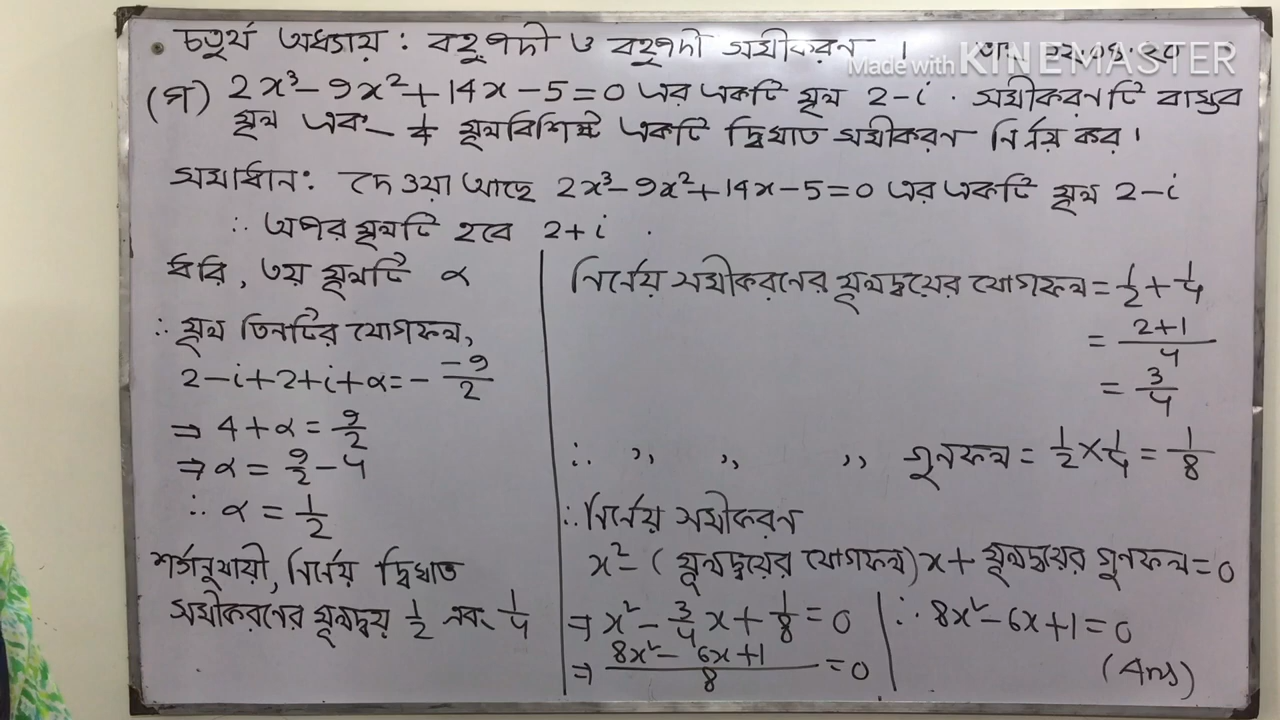 চতুর্থ অধ্যায় : বহুপদী ও বহুপদী সমীকরণ ।
Made with KINEMASTER
(প্র) 2x³ - 9x² + 14x - 5 = 0 এর একটি মূল 2 - i . সমীকরণটি বাস্তব
মূল এবং 1/4 মূলবিশিষ্ট একটি দ্বিঘাত সমীকরণ নির্ণয় কর।
সমাধান: দেওয়া আছে 2x³ - 9x² + 14x - 5 = 0 এর একটি মূল 2 - i
∴ অপর মূলটি হবে 2 + i .
ধরি, ৩য় মূলটি α
∴ মূল তিনটির যোগফল,
2 - i + 2 + i + α = - -9/2
⇒ 4 + α = 9/2
⇒ α = 9/2 - 4
∴ α = 1/2
শর্তানুযায়ী, নির্ণেয় দ্বিঘাত
সমীকরণের মূলদ্বয় 1/2 এবং 1/4
নির্ণেয় সমীকরণের মূলদ্বয়ের যোগফল = 1/2 + 1/4
= 2+1/4
= 3/4
∴ ,, ,, ,, গুনফল = 1/2 × 1/4 = 1/8
∴ নির্ণেয় সমীকরণ
x² - (মূলদ্বয়ের যোগফল) x + মূলদ্বয়ের গুনফল = 0
⇒ x² - 3/4 x + 1/8 = 0
⇒ 8x² - 6x + 1/8 = 0
∴ 8x² - 6x + 1 = 0
(Ans)